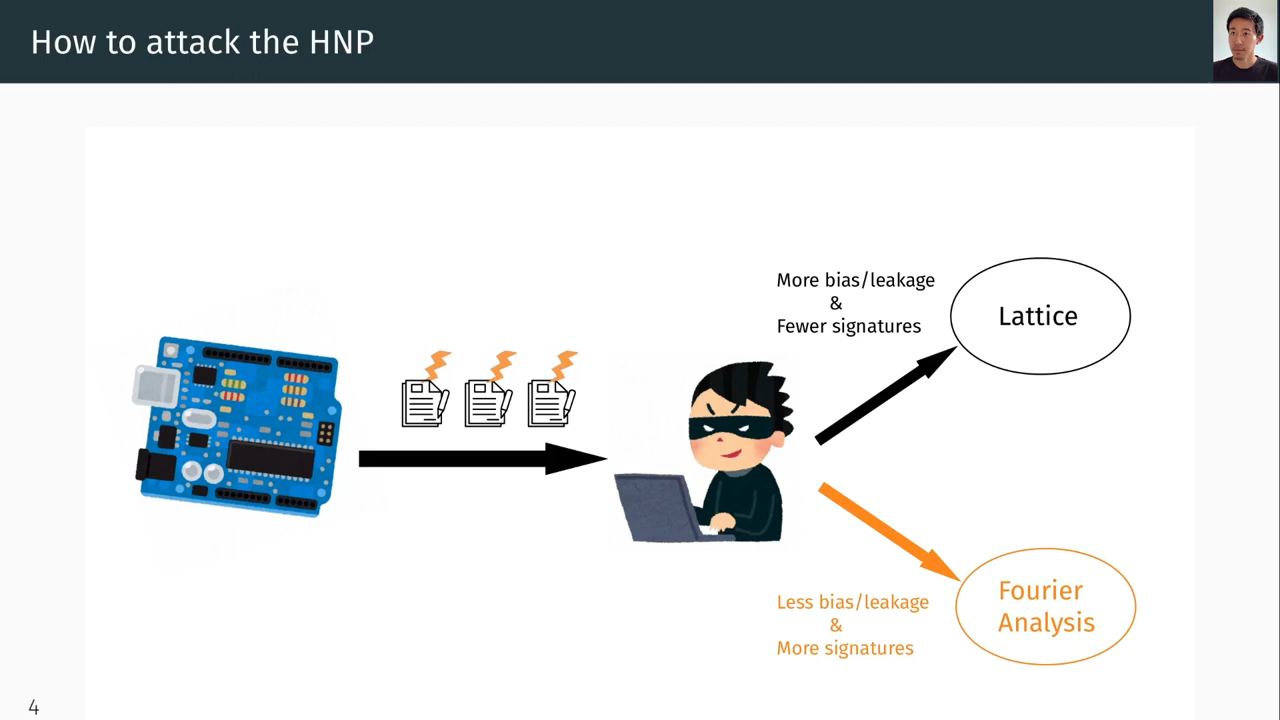 How to attack the HNP
More bias/leakage
&
Fewer signatures
Lattice
Less bias/leakage
&
More signatures
Fourier
Analysis
4